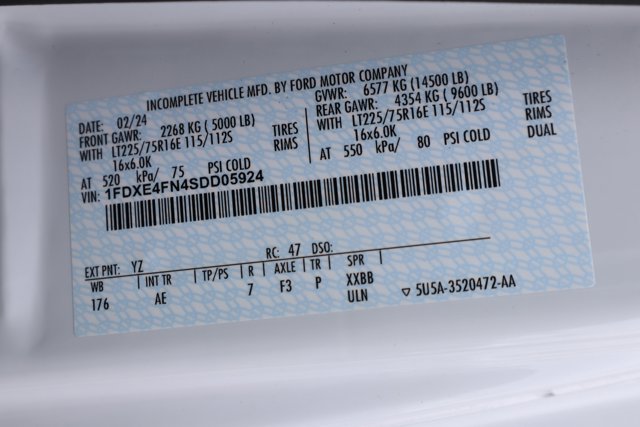 INCOMPLETE VEHICLE MFD. BY FORD MOTOR COMPANY
DATE: 02/24 GVWR: 6577 KG (14500 LB)
FRONT GAWR: 2268 KG (5000 LB) REAR GAWR: 4354 KG (9600 LB)
WITH LT225/75R16E 115/112S TIRES WITH LT225/75R16E 115/112S TIRES
16x6.0K RIMS 16x6.0K RIMS
AT 520 kPa/ 75 PSI COLD AT 550 kPa/ 80 PSI COLD DUAL
VIN: 1FDXE4FN4SDD05924
EXT PNT: YZ RC: 47 DSO:
WB INT TR TP/PS R AXLE TR SPR
176 AE 7 F3 P XXBB
ULN ▽ 5U5A-3520472-AA